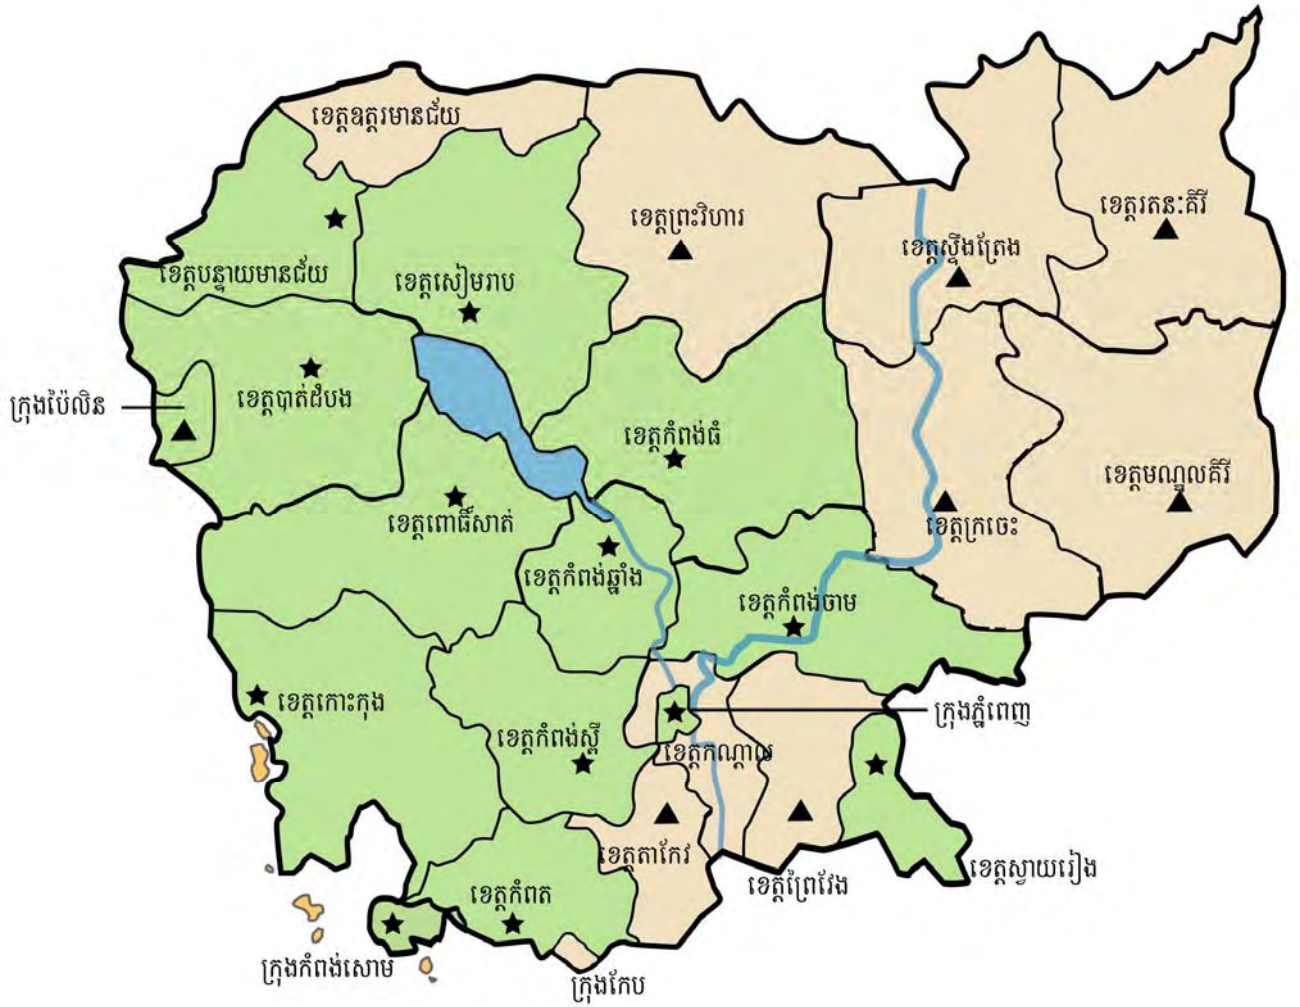 ខេត្តឧត្តរមានជ័យ
ខេត្តព្រះវិហារ
ខេត្តរតនៈគិរី
ខេត្តស្ទឹងត្រែង
ខេត្តបន្ទាយមានជ័យ
ខេត្តសៀមរាប
ខេត្តបាត់ដំបង
ក្រុងប៉ៃលិន
ខេត្តកំពង់ធំ
ខេត្តមណ្ឌលគិរី
ខេត្តពោធិ៍សាត់
ខេត្តក្រចេះ
ខេត្តកំពង់ឆ្នាំង
ខេត្តកំពង់ចាម
ខេត្តកោះកុង
ក្រុងភ្នំពេញ
ខេត្តកំពង់ស្ពឺ
ខេត្តកណ្តាល
ខេត្តតាកែវ
ខេត្តស្វាយរៀង
ខេត្តព្រៃវែង
ខេត្តកំពត
ក្រុងកំពង់សោម
ក្រុងកែប